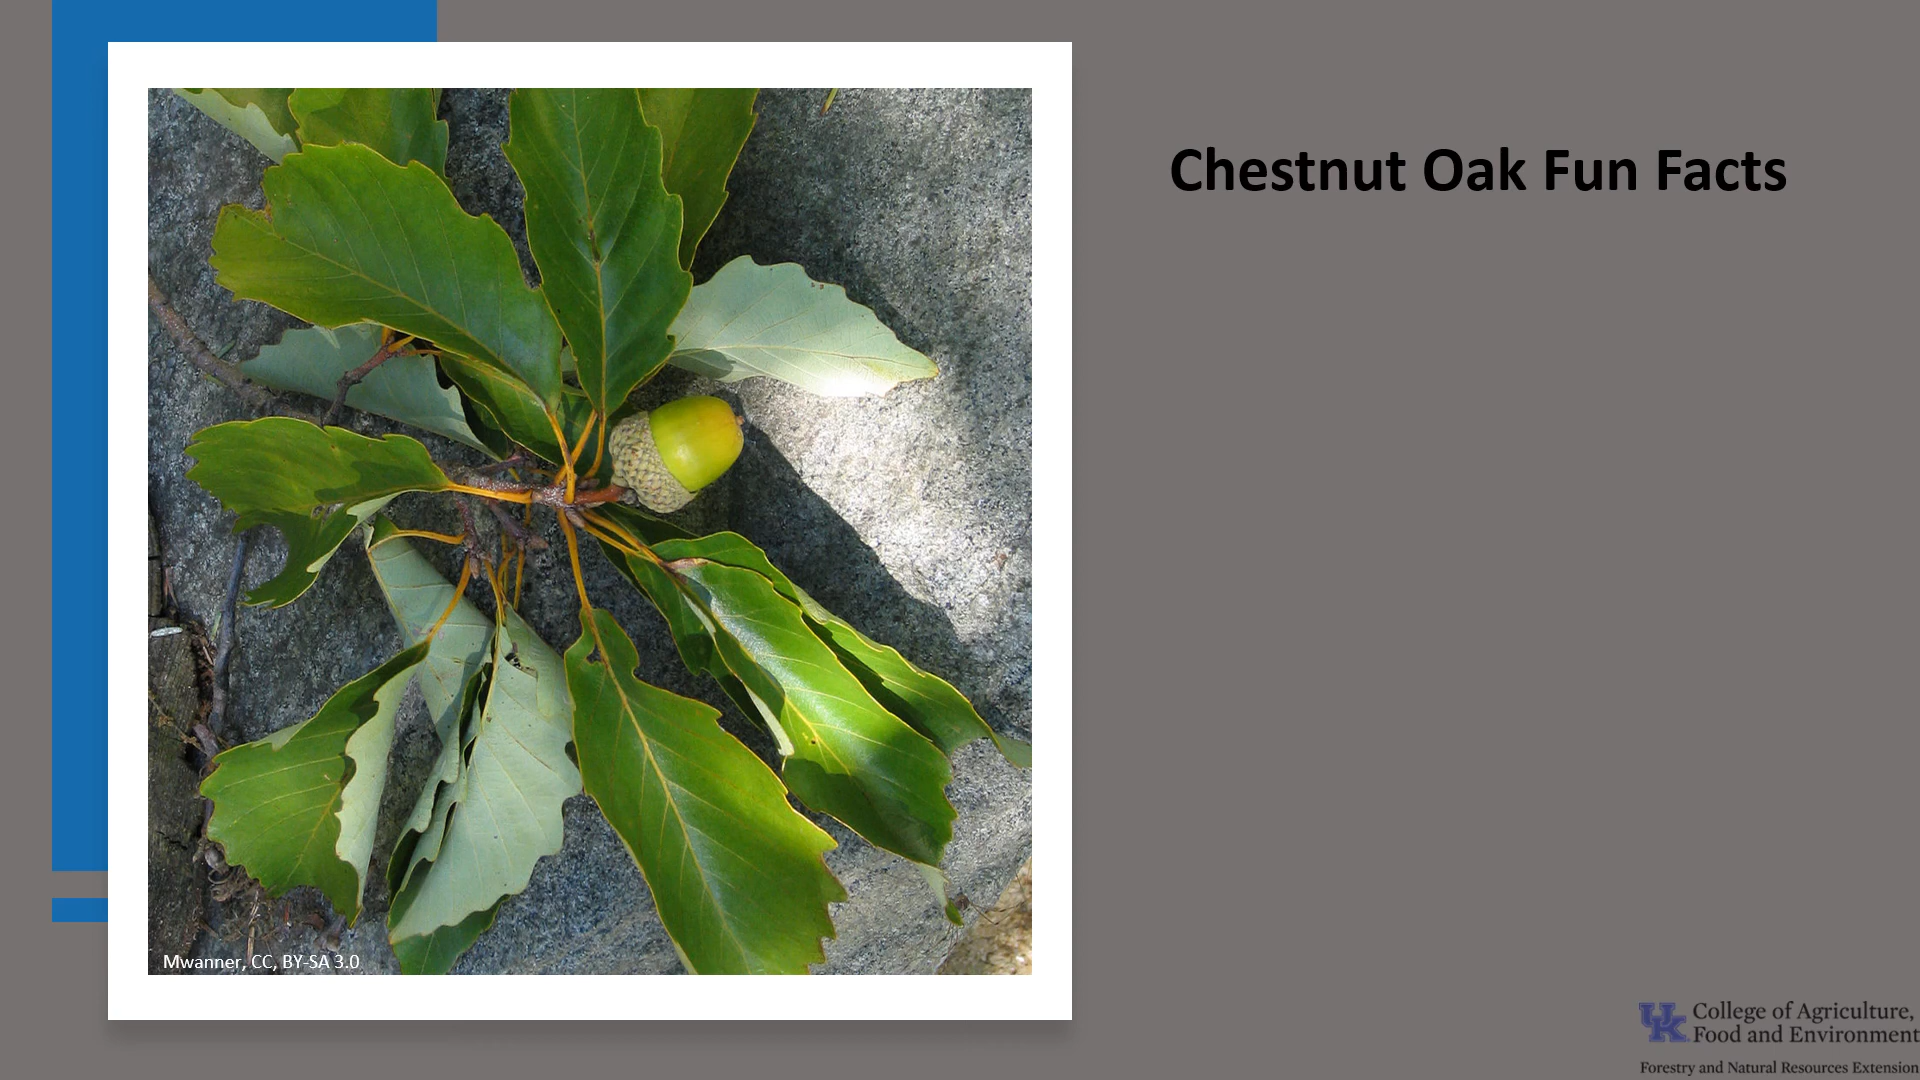 Chestnut Oak Fun Facts
Mwanner, CC, BY-SA 3.0
UK College of Agriculture,
Food and Environment
Forestry and Natural Resources Extension